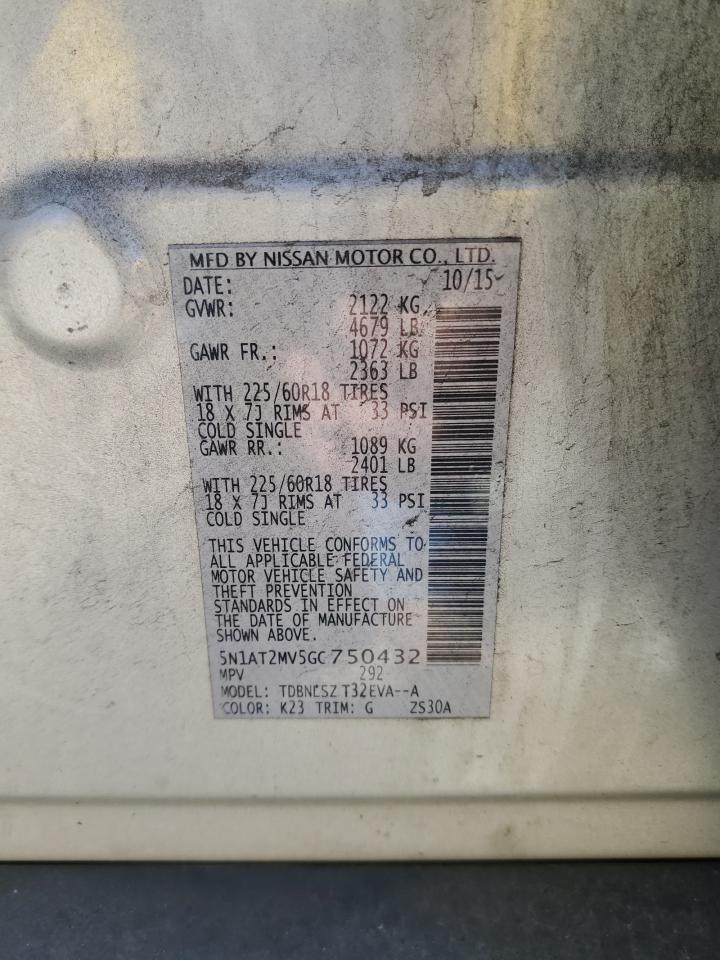 MFD BY NISSAN MOTOR CO., LTD.
DATE: 10/15
GVWR: 2122 KG
4679 LB
GAWR FR.: 1072 KG
2363 LB
WITH 225/60R18 TIRES
18 X 7J RIMS AT 33 PSI
COLD SINGLE
GAWR RR.: 1089 KG
2401 LB
WITH 225/60R18 TIRES
18 X 7J RIMS AT 33 PSI
COLD SINGLE
THIS VEHICLE CONFORMS TO
ALL APPLICABLE FEDERAL
MOTOR VEHICLE SAFETY AND
THEFT PREVENTION
STANDARDS IN EFFECT ON
THE DATE OF MANUFACTURE
SHOWN ABOVE.
5N1AT2MV5GC750432
MPV 292
MODEL: T32EVA--A
COLOR: K23 TRIM: G ZS30A